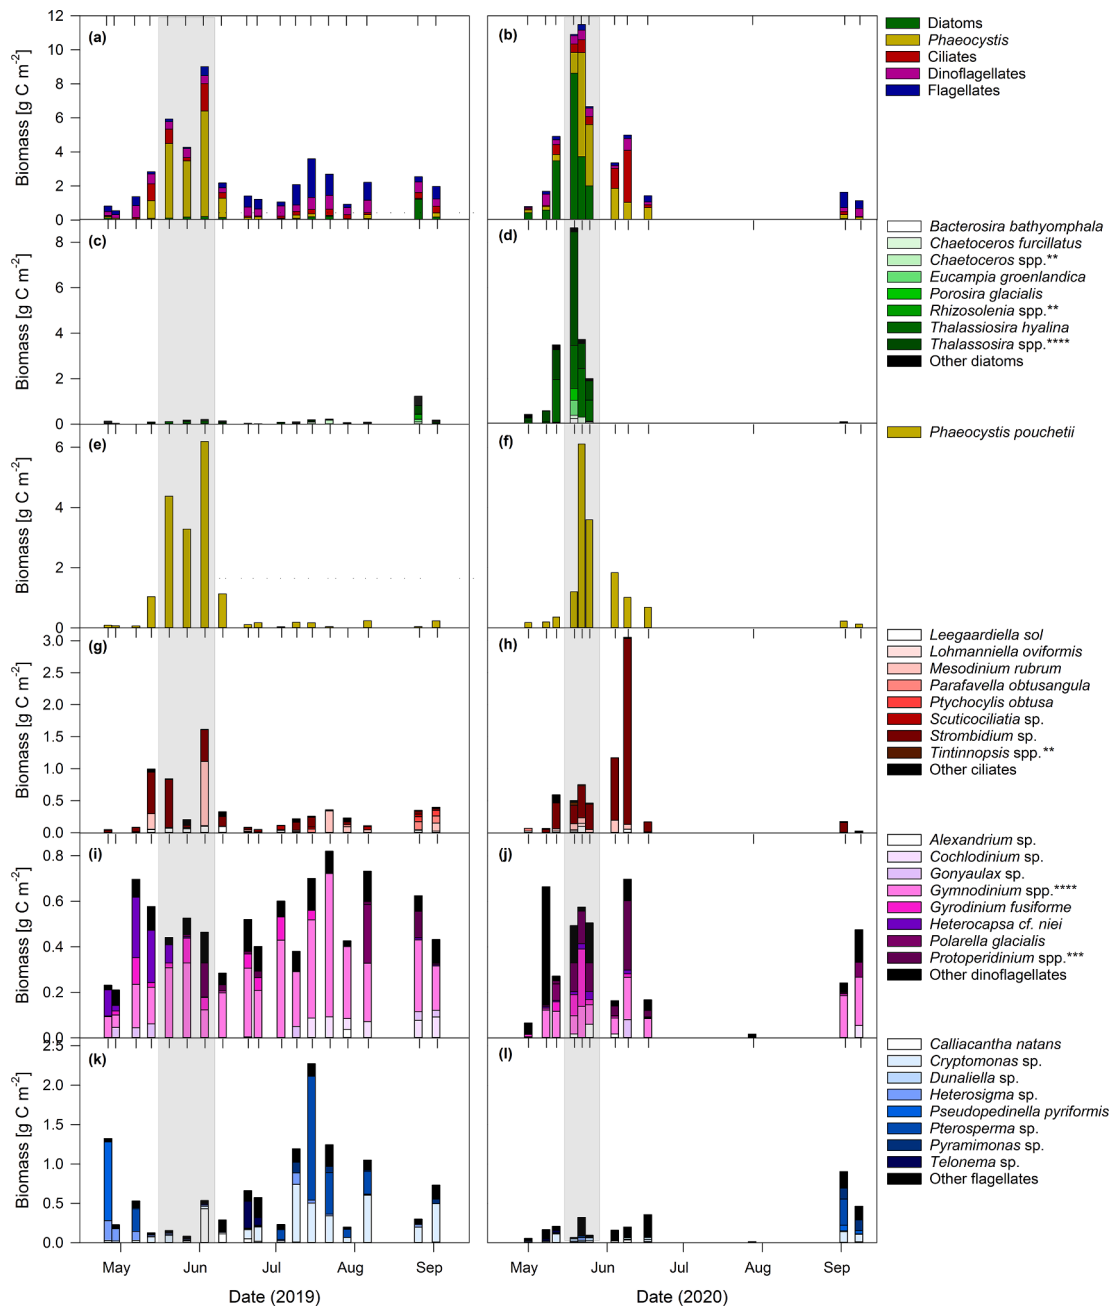 (a)
(b)
Biomass [g C m-2]
12
10
8
6
4
2
0
Diatoms
Phaeocystis
Ciliates
Dinoflagellates
Flagellates
(c)
(d)
Biomass [g C m-2]
8
6
4
2
0
Bacterosira bathyomphala
Chaetoceros furcillatus
Chaetoceros spp.**
Eucampia groenlandica
Porosira glacialis
Rhizosolenia spp.**
Thalassiosira hyalina
Thalassosira spp.****
Other diatoms
(e)
(f)
Biomass [g C m-2]
6
4
2
0
Phaeocystis pouchetii
(g)
(h)
Biomass [g C m-2]
3.0
2.5
2.0
1.5
1.0
0.5
0.0
Leegaardiella sol
Lohmanniella oviformis
Mesodinium rubrum
Parafavella obtusangula
Ptychocylis obtusa
Scuticociliatia sp.
Strombidium sp.
Tintinnopsis spp.**
Other ciliates
(i)
(j)
Biomass [g C m-2]
0.8
0.6
0.4
0.2
0.0
Alexandrium sp.
Cochlodinium sp.
Gonyaulax sp.
Gymnodinium spp.****
Gyrodinium fusiforme
Heterocapsa cf. niei
Polarella glacialis
Protoperidinium spp.***
Other dinoflagellates
(k)
(l)
Biomass [g C m-2]
2.5
2.0
1.5
1.0
0.5
0.0
Calliacantha natans
Cryptomonas sp.
Dunaliella sp.
Heterosigma sp.
Pseudopedinella pyriformis
Pterosperma sp.
Pyramimonas sp.
Telonema sp.
Other flagellates
May Jun Jul Aug Sep
May Jun Jul Aug Sep
Date (2019)
Date (2020)